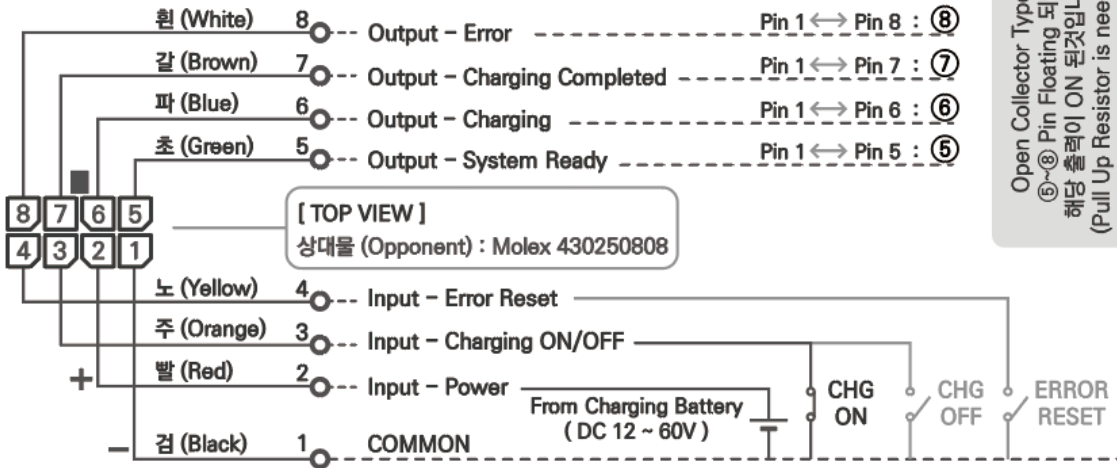 흰 (White) 8 Output – Error Pin 1 ↔ Pin 8 : ⑧
갈 (Brown) 7 Output – Charging Completed Pin 1 ↔ Pin 7 : ⑦
파 (Blue) 6 Output – Charging Pin 1 ↔ Pin 6 : ⑥
초 (Green) 5 Output – System Ready Pin 1 ↔ Pin 5 : ⑤
8 7 6 5
4 3 2 1
[ TOP VIEW ]
상대물 (Opponent) : Molex 430250808
노 (Yellow) 4 Input – Error Reset
주 (Orange) 3 Input – Charging ON/OFF
+ 빨 (Red) 2 Input – Power
From Charging Battery
( DC 12 ~ 60V )
CHG
ON
CHG
OFF
ERROR
RESET
– 검 (Black) 1 COMMON
Open Collector Type
⑤~⑧ Pin Floating 되
해당 출력이 ON 된것입니
(Pull Up Resistor is nee